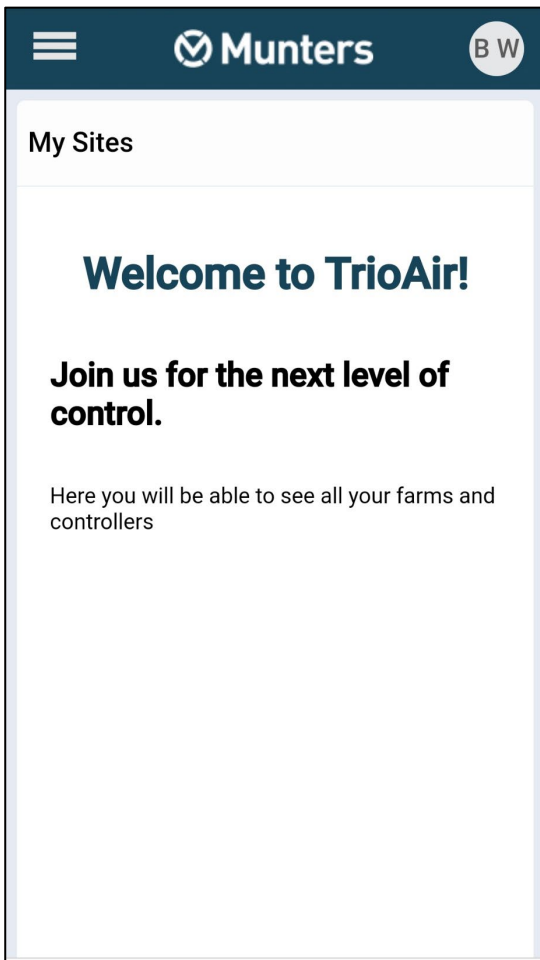 Munters
B W
My Sites
Welcome to TrioAir!
Join us for the next level of
control.
Here you will be able to see all your farms and
controllers